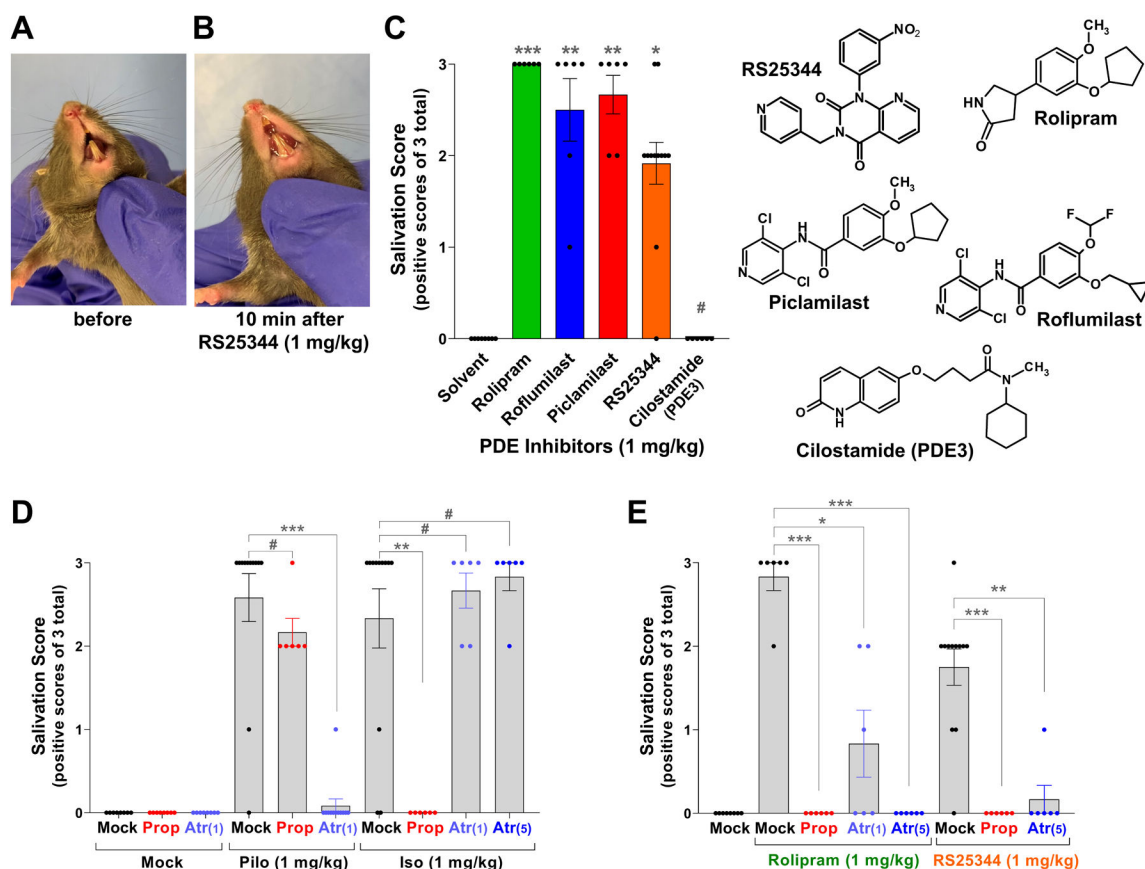 A
B
before
10 min after
RS25344 (1 mg/kg)
C
Salivation Score
(positive scores of 3 total)
3
2
1
0
***
**
**
*
#
Solvent
Rolipram
Roflumilast
Piclamilast
RS25344
Cilostamide
(PDE3)
PDE Inhibitors (1 mg/kg)
RS25344
NO2
N
N
O
N
N
O
O
CH3
O
HN
O
Rolipram
CH3
O
Cl
H
N
O
N
Cl
O
Piclamilast
F
F
O
Cl
H
N
O
N
Cl
O
Roflumilast
O
O
N
CH3
O
N
H
Cilostamide (PDE3)
D
Salivation Score
(positive scores of 3 total)
3
2
1
0
***
#
#
#
**
Mock Prop Atr(1) Mock Prop Atr(1) Mock Prop Atr(1) Atr(5)
Mock Pilo (1 mg/kg) Iso (1 mg/kg)
E
Salivation Score
(positive scores of 3 total)
3
2
1
0
***
*
***
**
***
Mock Mock Prop Atr(1) Atr(5) Mock Prop Atr(5)
Rolipram (1 mg/kg) RS25344 (1 mg/kg)